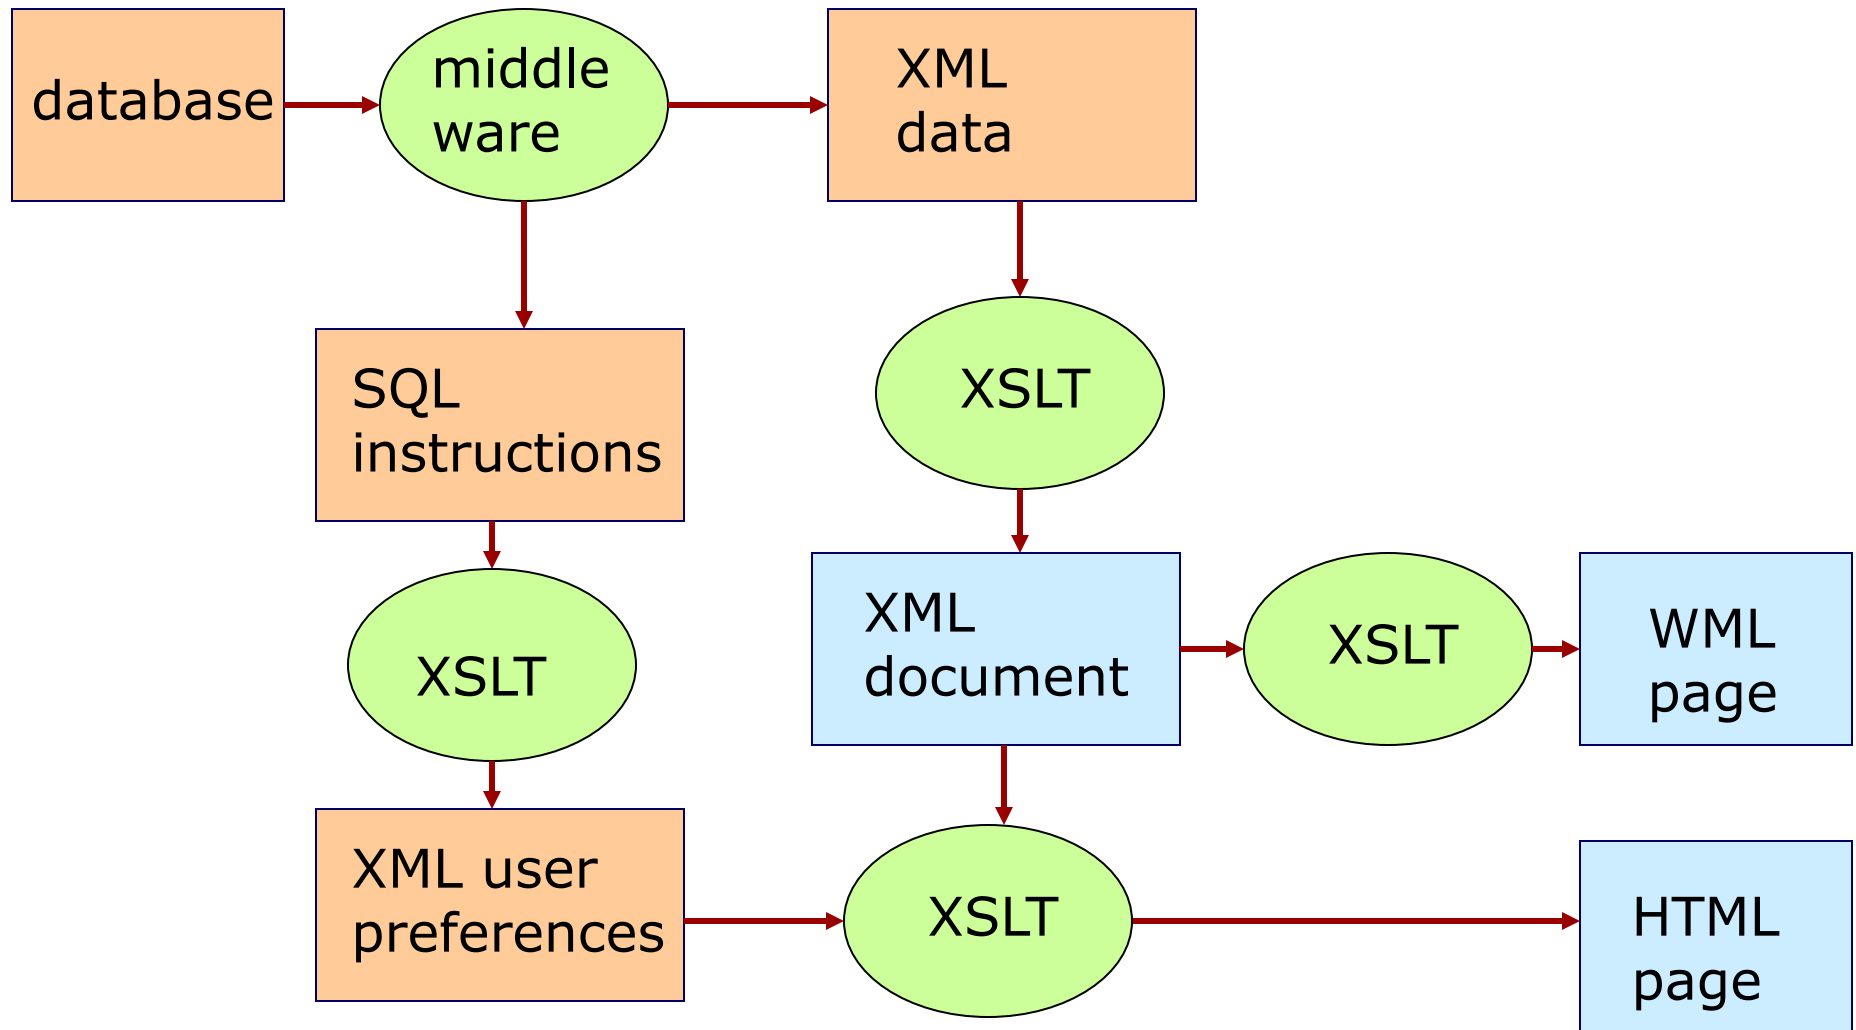 database
middle
ware
XML
data
SQL
instructions
XSLT
XSLT
XML
document
XSLT
WML
page
XML user
preferences
XSLT
HTML
page